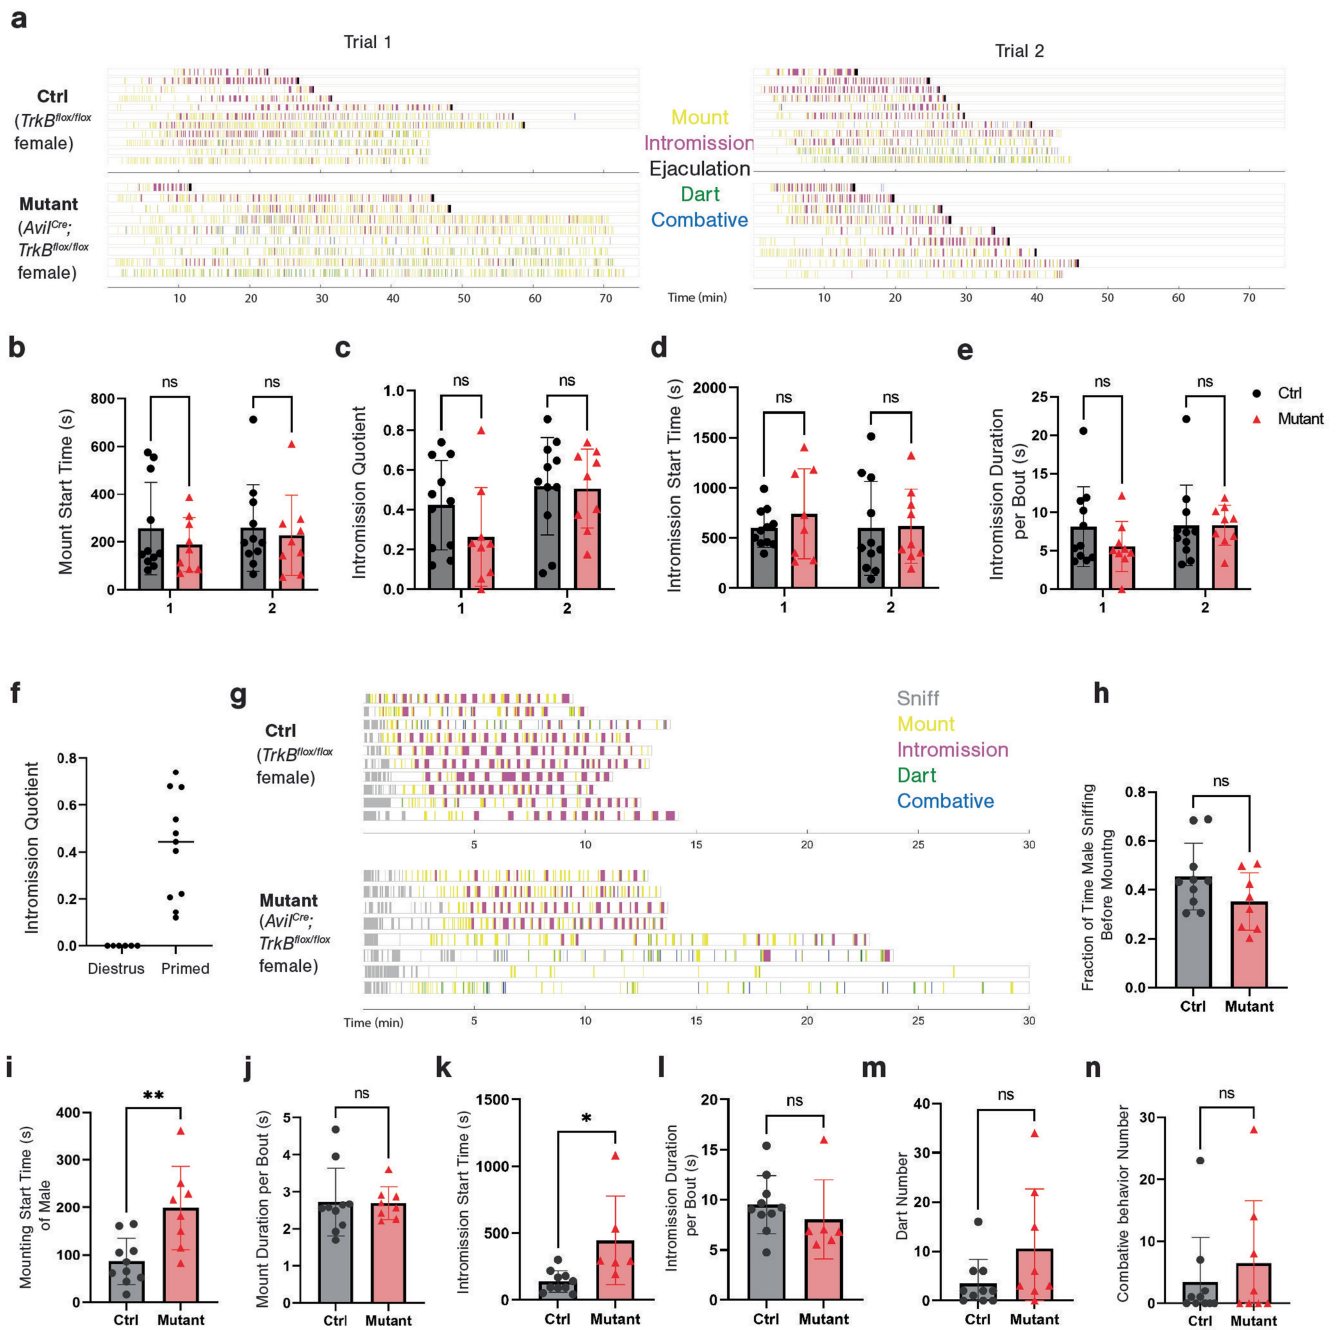 a
Trial 1
Trial 2
Ctrl
(TrkBflox/flox
female)
Mount
Intromission
Ejaculation
Dart
Combative
Mutant
(AvilCre;
TrkBflox/flox
female)
10 20 30 40 50 60 70
Time (min)
10 20 30 40 50 60 70
b
Mount Start Time (s)
800
600
400
200
0
ns
ns
1 2
c
Intromission Quotient
1.0
0.8
0.6
0.4
0.2
0.0
ns
ns
1 2
d
Intromission Start Time (s)
2000
1500
1000
500
0
ns
ns
1 2
e
Intromission Duration
per Bout (s)
25
20
15
10
5
0
ns
ns
1 2
Ctrl
Mutant
f
Intromission Quotient
0.8
0.6
0.4
0.2
0.0
Diestrus Primed
g
Ctrl
(TrkBflox/flox
female)
Sniff
Mount
Intromission
Dart
Combative
5 10 15 20 25 30
Mutant
(AvilCre;
TrkBflox/flox
female)
Time (min)
5 10 15 20 25 30
h
Fraction of Time Male Sniffing
Before Mountng
0.8
0.6
0.4
0.2
0.0
ns
Ctrl Mutant
i
Mounting Start Time (s)
of Male
400
300
200
100
0
**
Ctrl Mutant
j
Mount Duration per Bout (s)
5
4
3
2
1
0
ns
Ctrl Mutant
k
Intromission Start Time (s)
1500
1000
500
0
*
Ctrl Mutant
l
Intromission Duration
per Bout (s)
20
15
10
5
0
ns
Ctrl Mutant
m
Dart Number
40
30
20
10
0
ns
Ctrl Mutant
n
Combative behavior Number
30
20
10
0
ns
Ctrl Mutant